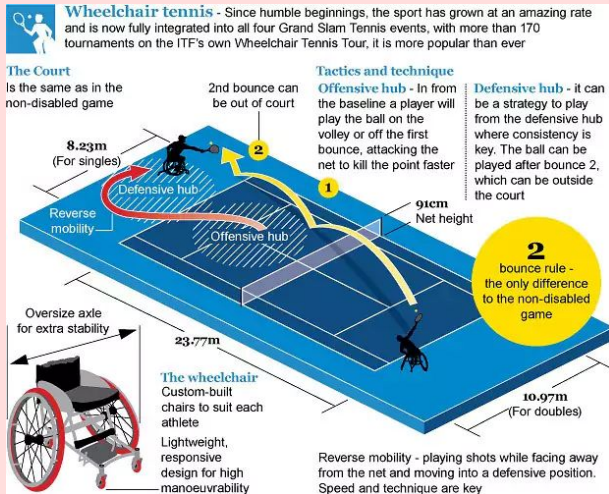 Wheelchair tennis - Since humble beginnings, the sport has grown at an amazing rate
and is now fully integrated into all four Grand Slam Tennis events, with more than 170
tournaments on the ITF's own Wheelchair Tennis Tour, it is more popular than ever
The Court
Is the same as in the
non-disabled game
2nd bounce can
be out of court
Tactics and technique
Offensive hub - In from
the baseline a player will
play the ball on the
volley or off the first
bounce, attacking the
net to kill the point faster
Defensive hub - it can
be a strategy to play
from the defensive hub
where consistency is
key. The ball can be
played after bounce 2,
which can be outside
the court
8.23m
(For singles)
2
1
Defensive hub
Reverse
mobility
Offensive hub
91cm
Net height
2
bounce rule -
the only difference
to the non-disabled
game
Oversize axle
for extra stability
23.77m
10.97m
(For doubles)
The wheelchair
Custom-built
chairs to suit each
athlete
Lightweight,
responsive
design for high
manoeuvrability
Reverse mobility - playing shots while facing away
from the net and moving into a defensive position.
Speed and technique are key